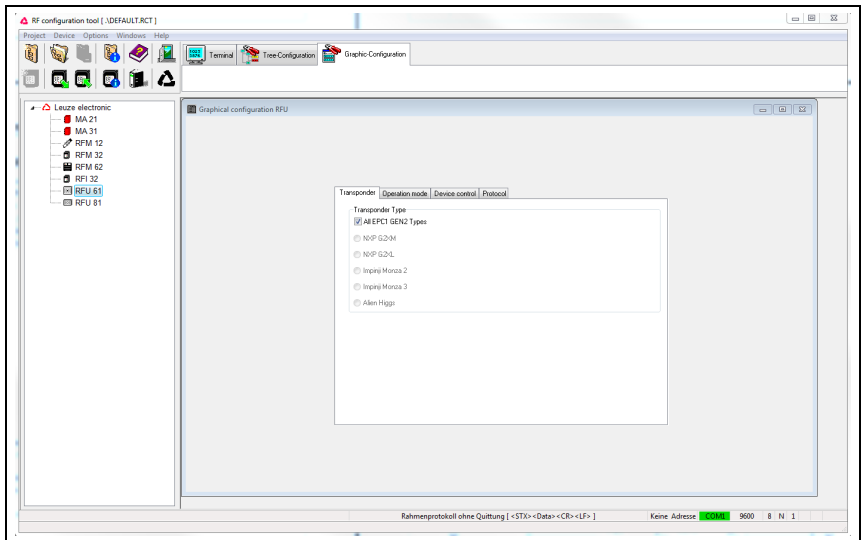 RF configuration tool [ .\DEFAULT.RCT ]
Project Device Options Windows Help
Terminal
Tree-Configuration
Graphic-Configuration
Leuze electronic
MA 21
MA 31
RFM 12
RFM 32
RFM 62
RFI 32
RFU 61
RFU 81
Graphical configuration RFU
Transponder Operation mode Device control Protocol
Transponder Type
All EPC1 GEN2 Types
NXP G2XM
NXP G2XL
Impinj Monza 2
Impinj Monza 3
Alien Higgs
Rahmenprotokoll ohne Quittung [ <STX><Data><CR><LF> ] Keine Adresse COM1 9600 8 N 1